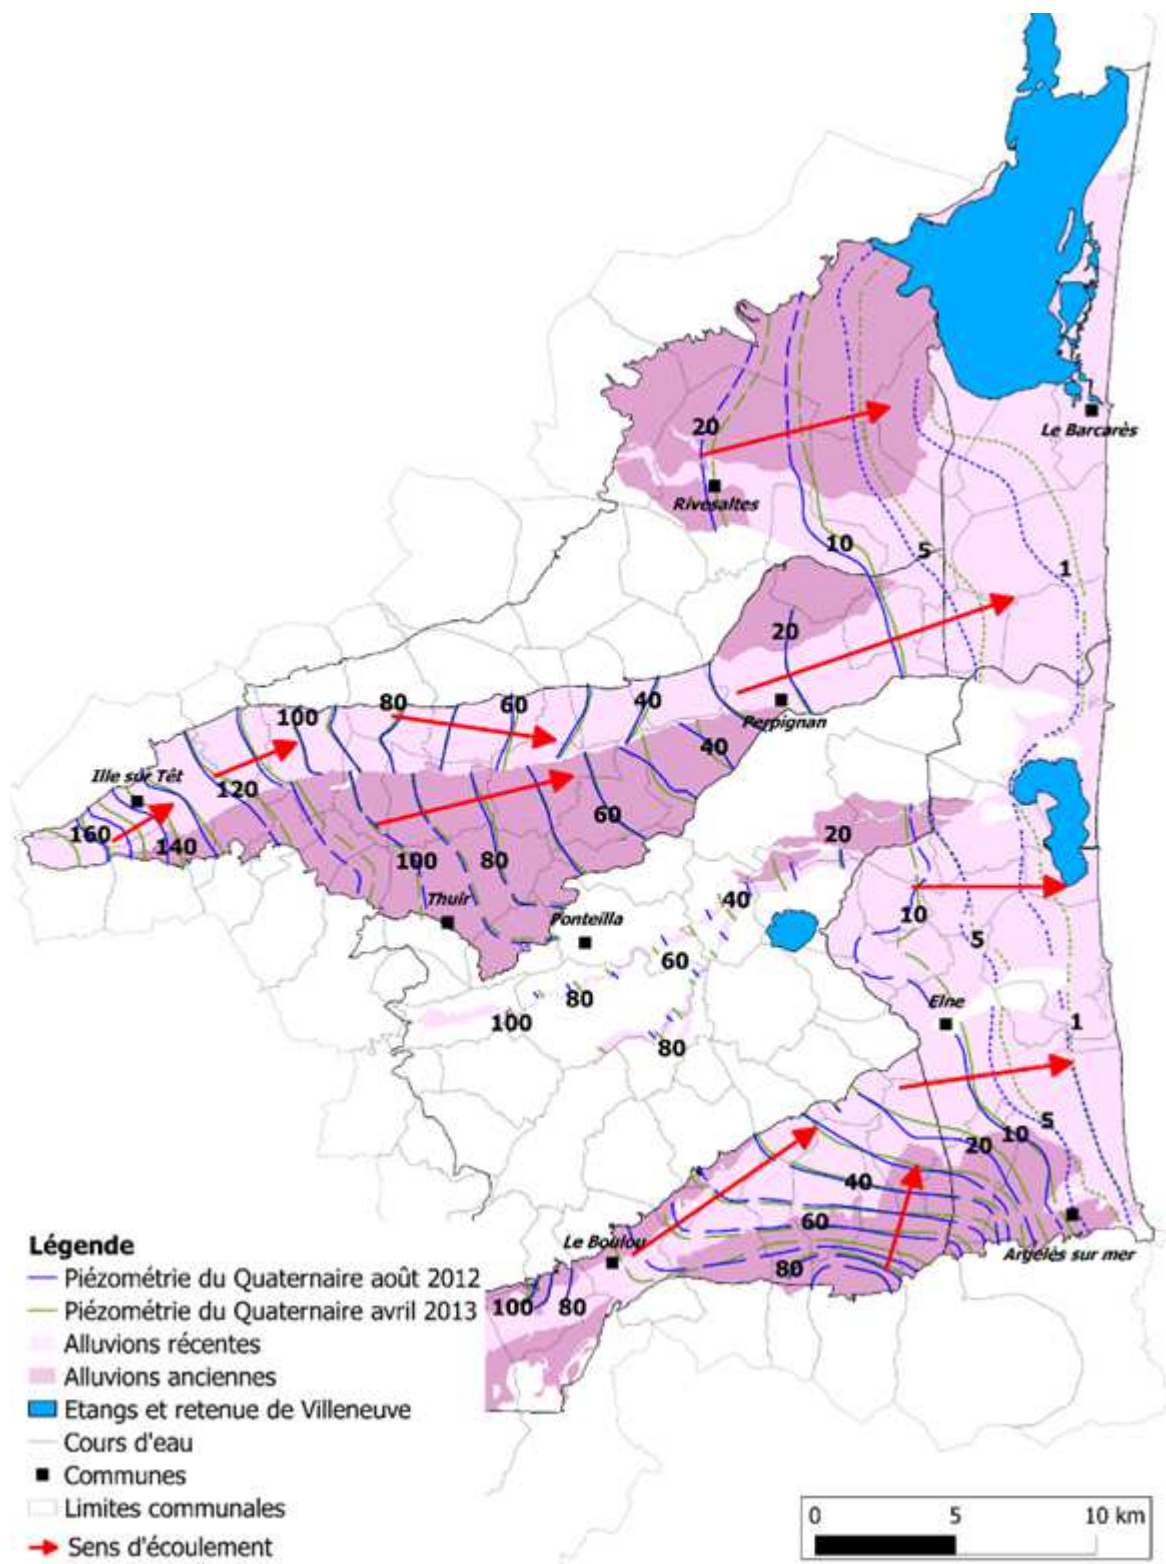 20
Le Barcarès
Rivesaltes
10
5
1
20
100
80
60
40
Perpignan
40
Ille sur Têt
120
160
140
60
100
80
20
Thuir
40
Ponteilla
10
5
60
80
Elne
100
1
80
5
10
20
40
60
Le Boulou
Argelès sur mer
80
100
80
Légende
Piézométrie du Quaternaire août 2012
Piézométrie du Quaternaire avril 2013
Alluvions récentes
Alluvions anciennes
Etangs et retenue de Villeneuve
Cours d'eau
Communes
Limites communales
Sens d'écoulement
0 5 10 km